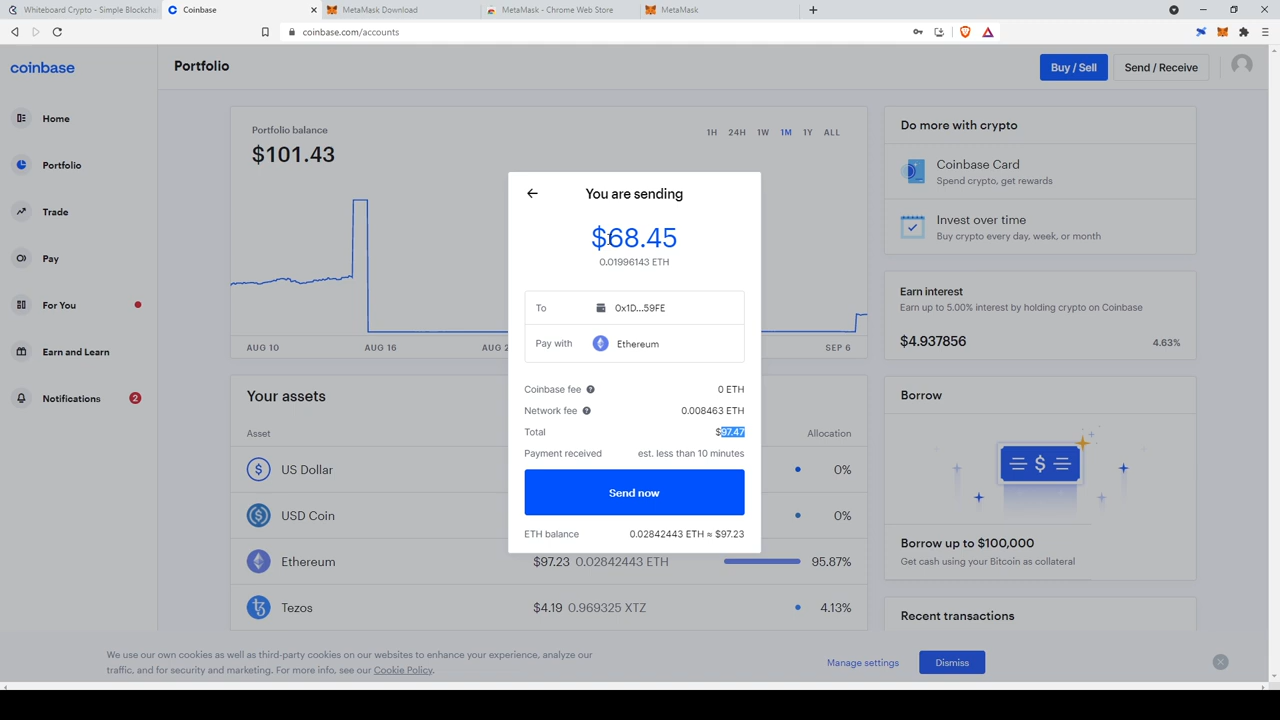 Whiteboard Crypto - Simple Blockcha
Coinbase
MetaMask Download
MetaMask - Chrome Web Store
MetaMask
coinbase.com/accounts
coinbase
Portfolio
Buy / Sell
Send / Receive
Home
Portfolio
Trade
Pay
For You
Earn and Learn
Notifications
2
Portfolio balance
$101.43
1H 24H 1W 1M 1Y ALL
AUG 10
AUG 16
AUG 2
SEP 6
Your assets
Asset
Allocation
US Dollar
0%
USD Coin
0%
Ethereum
$97.23 0.02842443 ETH
95.87%
Tezos
$4.19 0.969325 XTZ
4.13%
You are sending
$68.45
0.01996143 ETH
To
0x1D...59FE
Pay with
Ethereum
Coinbase fee
0 ETH
Network fee
0.008463 ETH
Total
$97.47
Payment received
est. less than 10 minutes
Send now
ETH balance
0.02842443 ETH ≈ $97.23
Do more with crypto
Coinbase Card
Spend crypto, get rewards
Invest over time
Buy crypto every day, week, or month
Earn interest
Earn up to 5.00% interest by holding crypto on Coinbase
$4.937856
4.63%
Borrow
Borrow up to $100,000
Get cash using your Bitcoin as collateral
Recent transactions
We use our own cookies as well as third-party cookies on our websites to enhance your experience, analyze our
traffic, and for security and marketing. For more info, see our Cookie Policy.
Manage settings
Dismiss